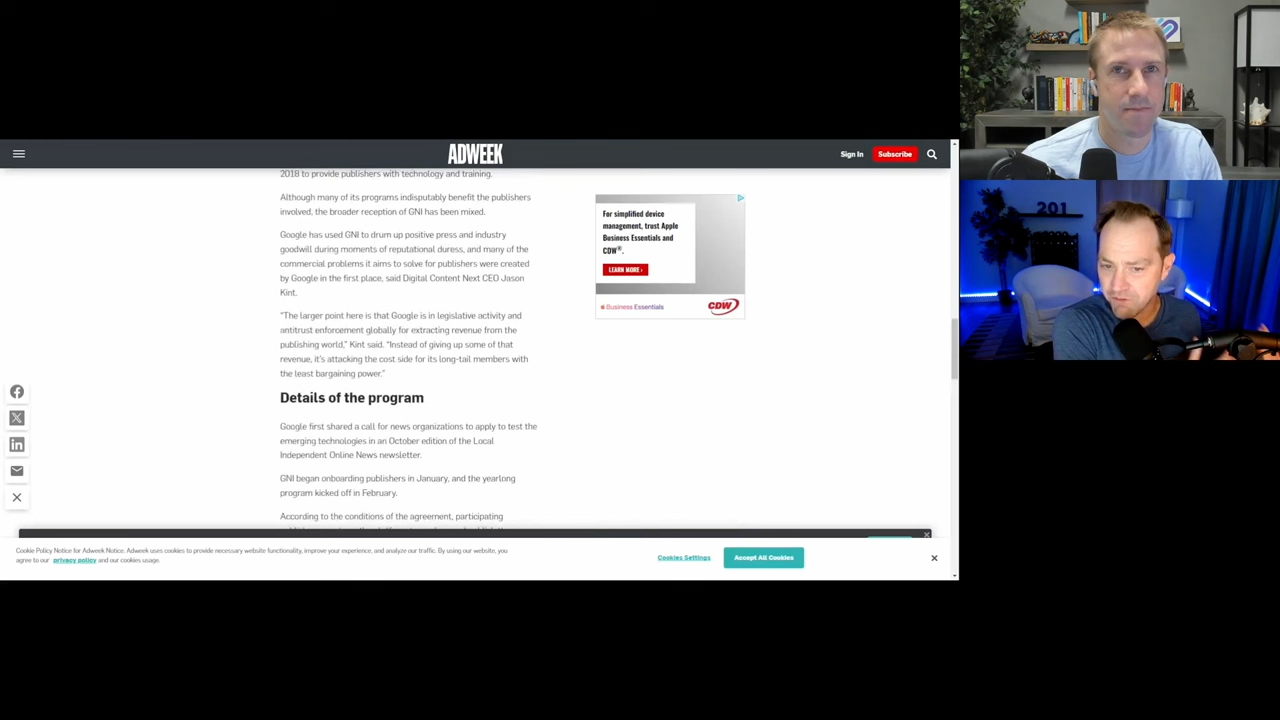 ADWEEK
Sign In
Subscribe
2018 to provide publishers with technology and training.
Although many of its programs indisputably benefit the publishers
involved, the broader reception of GNI has been mixed.
Google has used GNI to drum up positive press and industry
goodwill during moments of reputational duress, and many of the
commercial problems it aims to solve for publishers were created
by Google in the first place, said Digital Content Next CEO Jason
Kint.
“The larger point here is that Google is in legislative activity and
antitrust enforcement globally for extracting revenue from the
publishing world,” Kint said. “Instead of giving up some of that
revenue, it’s attacking the cost side for its long-tail members with
the least bargaining power.”
Details of the program
Google first shared a call for news organizations to apply to test the
emerging technologies in an October edition of the Local
Independent Online News newsletter.
GNI began onboarding publishers in January, and the yearlong
program kicked off in February.
According to the conditions of the agreement, participating
For simplified device
management, trust Apple
Business Essentials and
CDW®.
LEARN MORE ›
Business Essentials
CDW
Cookie Policy Notice for Adweek Notice. Adweek uses cookies to provide necessary website functionality, improve your experience, and analyze our traffic. By using our website, you
agree to our privacy policy and our cookies usage.
Cookies Settings
Accept All Cookies
201